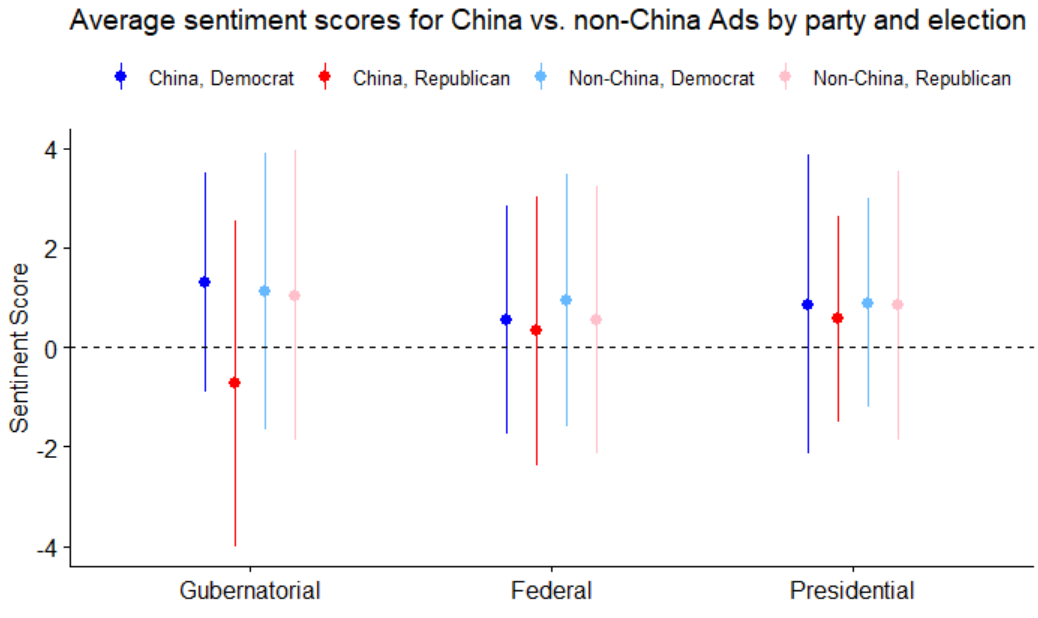 Average sentiment scores for China vs. non-China Ads by party and election
China, Democrat China, Republican Non-China, Democrat Non-China, Republican
4
2
0
-2
-4
Sentinent Score
Gubernatorial Federal Presidential